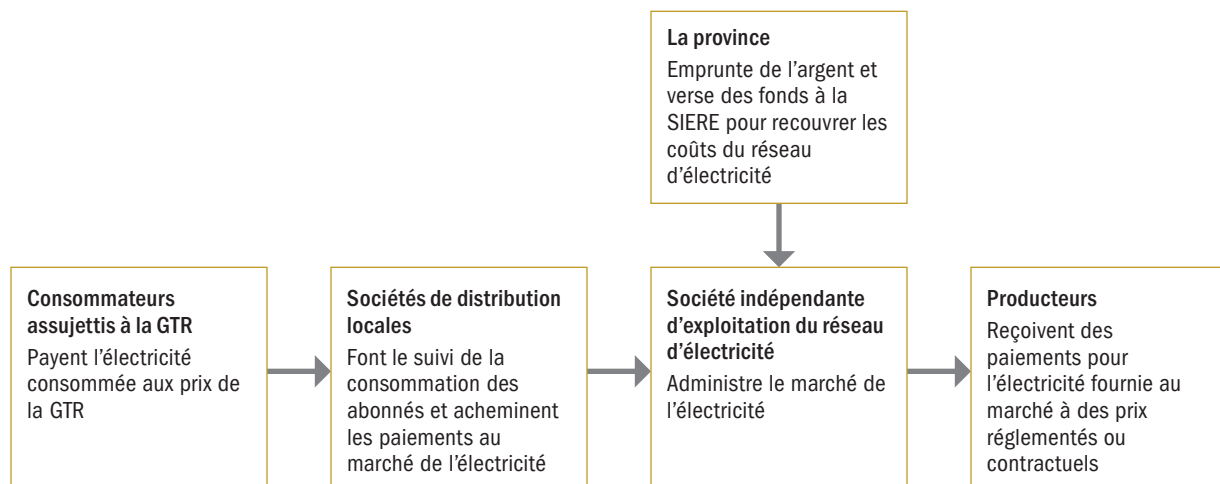 La province
Emprunte de l’argent et
verse des fonds à la
SIERE pour recouvrer les
coûts du réseau
d’électricité
Consommateurs
assujettis à la GTR
Payent l’électricité
consommée aux prix de
la GTR
Sociétés de distribution
locales
Font le suivi de la
consommation des
abonnés et acheminent
les paiements au
marché de l’électricité
Société indépendante
d’exploitation du réseau
d’électricité
Administre le marché de
l’électricité
Producteurs
Reçoivent des
paiements pour
l’électricité fournie au
marché à des prix
réglementés ou
contractuels